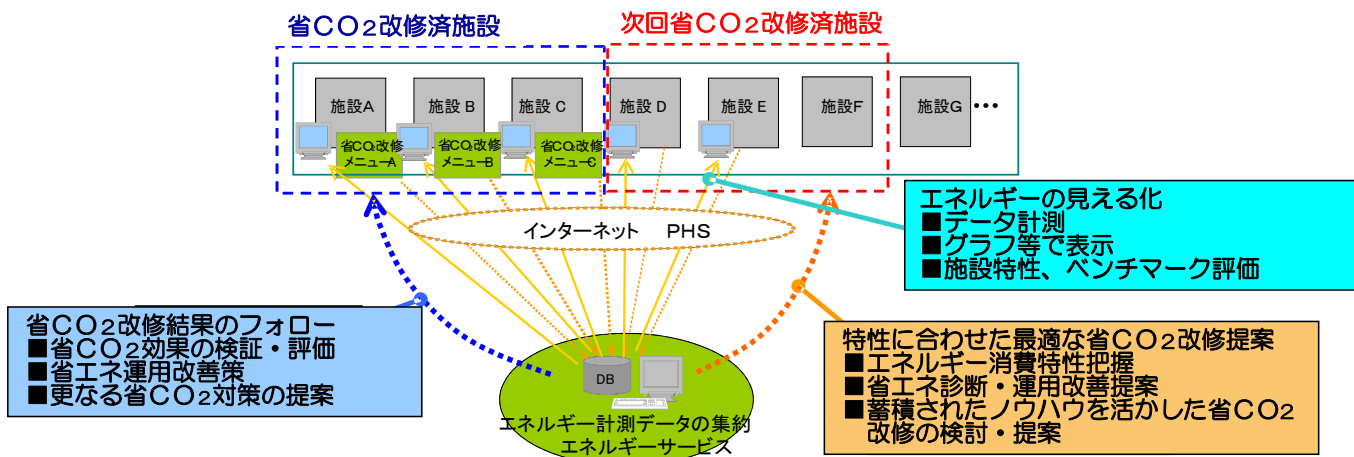 省CO2改修済施設
次回省CO2改修済施設
施設A
施設B
施設C
施設D
施設E
施設F
施設G
•••
省CO2改修
メニューA
省CO2改修
メニューB
省CO2改修
メニューC
インターネット PHS
エネルギーの見える化
■データ計測
■グラフ等で表示
■施設特性、ベンチマーク評価
省CO2改修結果のフォロー
■省CO2効果の検証・評価
■省エネ運用改善策
■更なる省CO2対策の提案
特性に合わせた最適な省CO2改修提案
■エネルギー消費特性把握
■省エネ診断・運用改善提案
■蓄積されたノウハウを活かした省CO2
改修の検討・提案
DB
エネルギー計測データの集約
エネルギーサービス